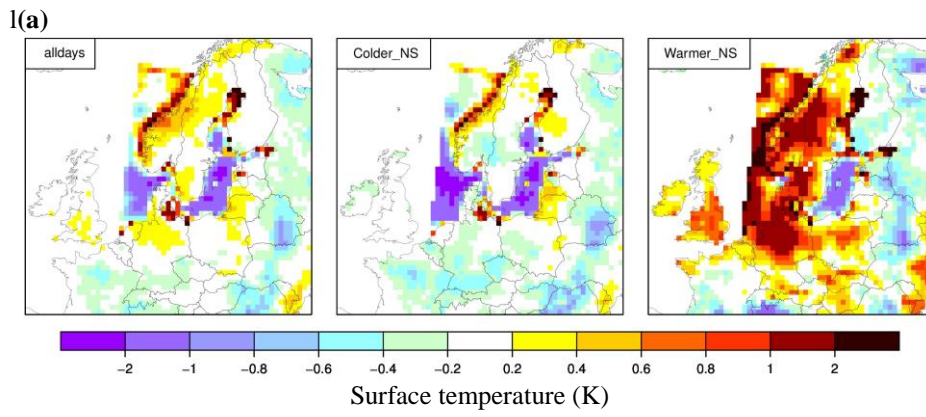 l(a)
alldays
Colder_NS
Warmer_NS
−2 −1 −0.8 −0.6 −0.4 −0.2 0.2 0.4 0.6 0.8 1 2
Surface temperature (K)